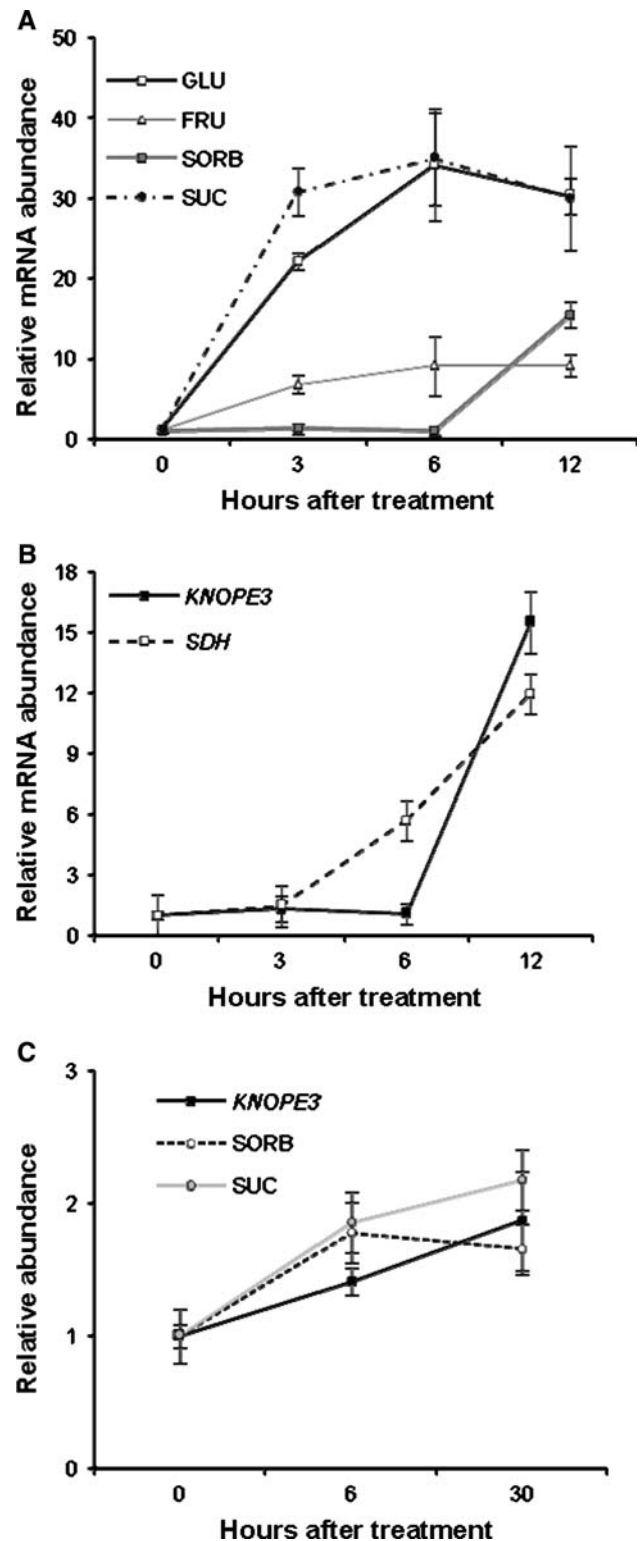 A
Relative mRNA abundance
50
40
30
20
10
0
GLU
FRU
SORB
SUC
0 3 6 12
Hours after treatment
B
Relative mRNA abundance
18
15
12
9
6
3
0
KNOPE3
SDH
0 3 6 12
Hours after treatment
C
Relative abundance
3
2
1
0
KNOPE3
SORB
SUC
0 6 30
Hours after treatment